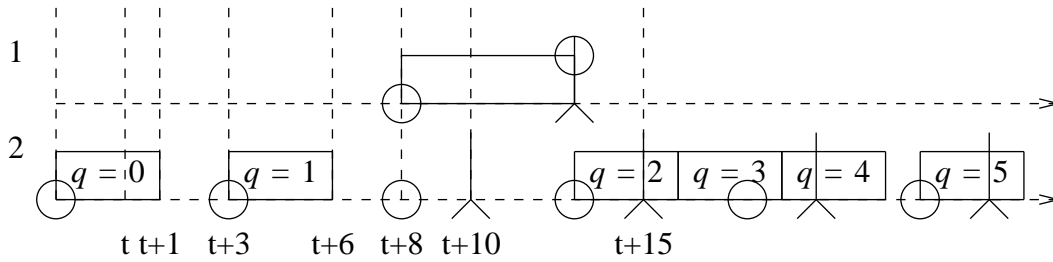 1
2
q = 0 q = 1 q = 2 q = 3 q = 4 q = 5
t t+1 t+3 t+6 t+8 t+10 t+15